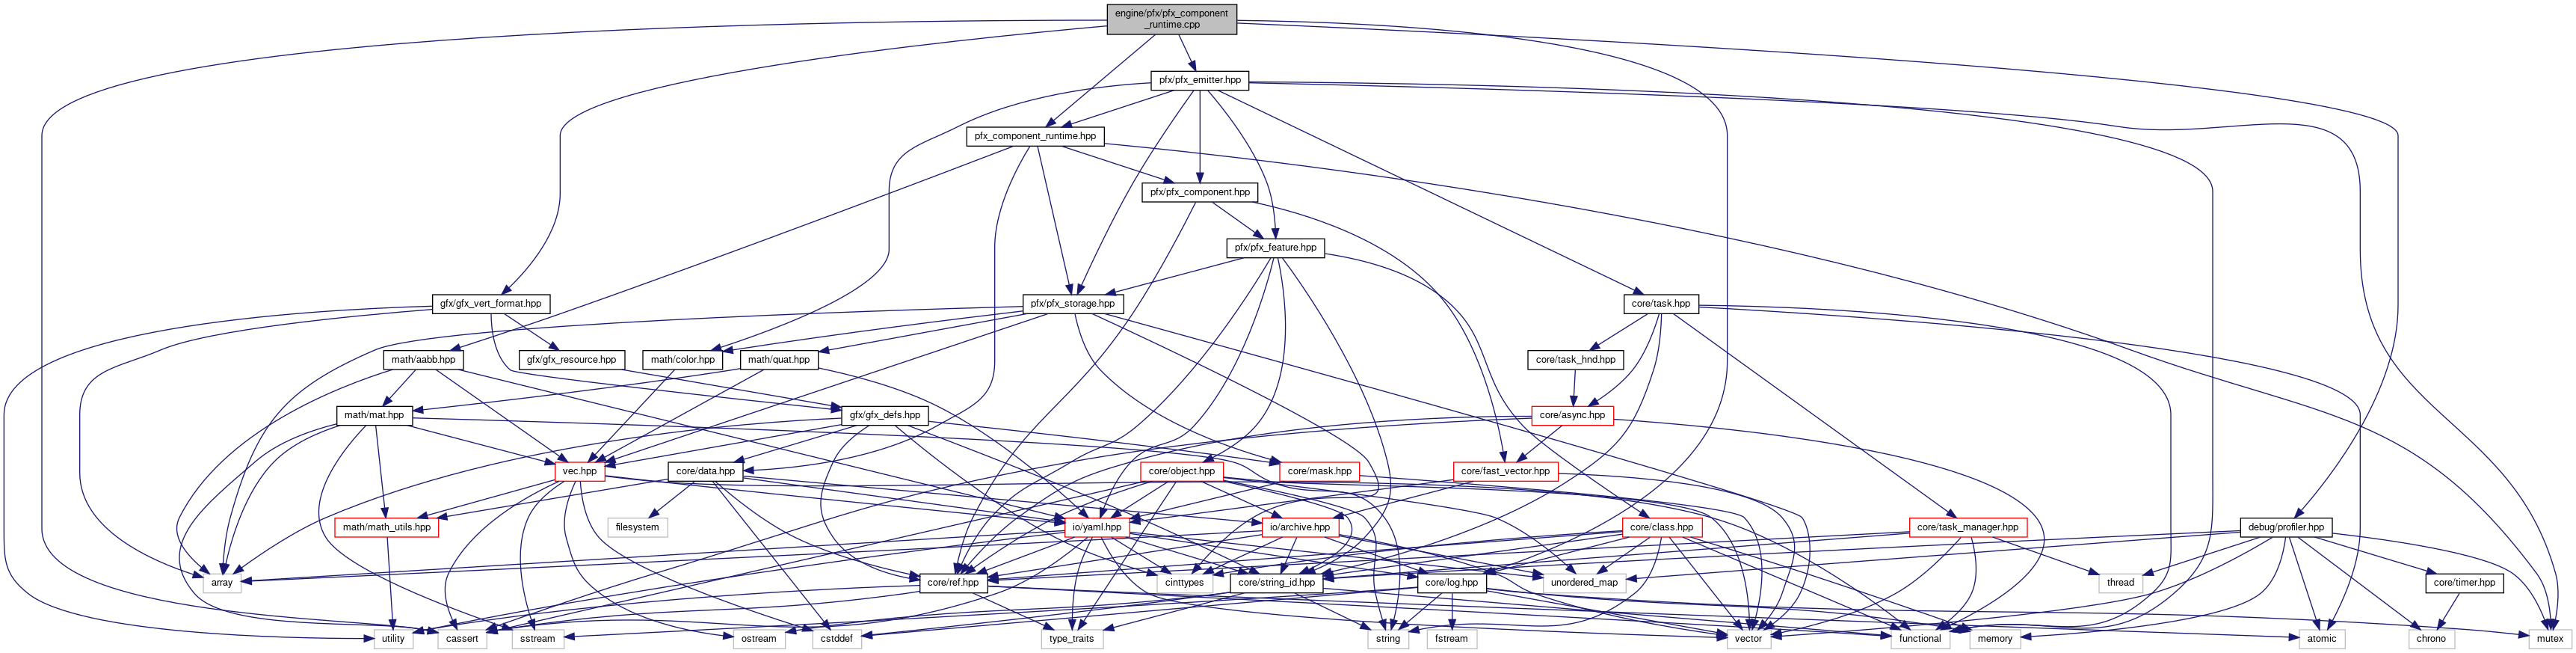 engine/pfx/pfx_component
_runtime.cpp
pfx/pfx_emitter.hpp
pfx_component_runtime.hpp
pfx/pfx_component.hpp
pfx/pfx_feature.hpp
gfx/gfx_vert_format.hpp
pfx/pfx_storage.hpp
core/task.hpp
math/aabb.hpp
gfx/gfx_resource.hpp
math/color.hpp
math/quat.hpp
core/task_hnd.hpp
math/mat.hpp
gfx/gfx_defs.hpp
core/async.hpp
vec.hpp
core/data.hpp
core/object.hpp
core/mask.hpp
core/fast_vector.hpp
math/math_utils.hpp
filesystem
io/yaml.hpp
io/archive.hpp
core/class.hpp
core/task_manager.hpp
debug/profiler.hpp
array
core/ref.hpp
cinttypes
core/string_id.hpp
core/log.hpp
unordered_map
thread
core/timer.hpp
utility
cassert
sstream
ostream
cstddef
type_traits
string
fstream
vector
functional
memory
atomic
chrono
mutex